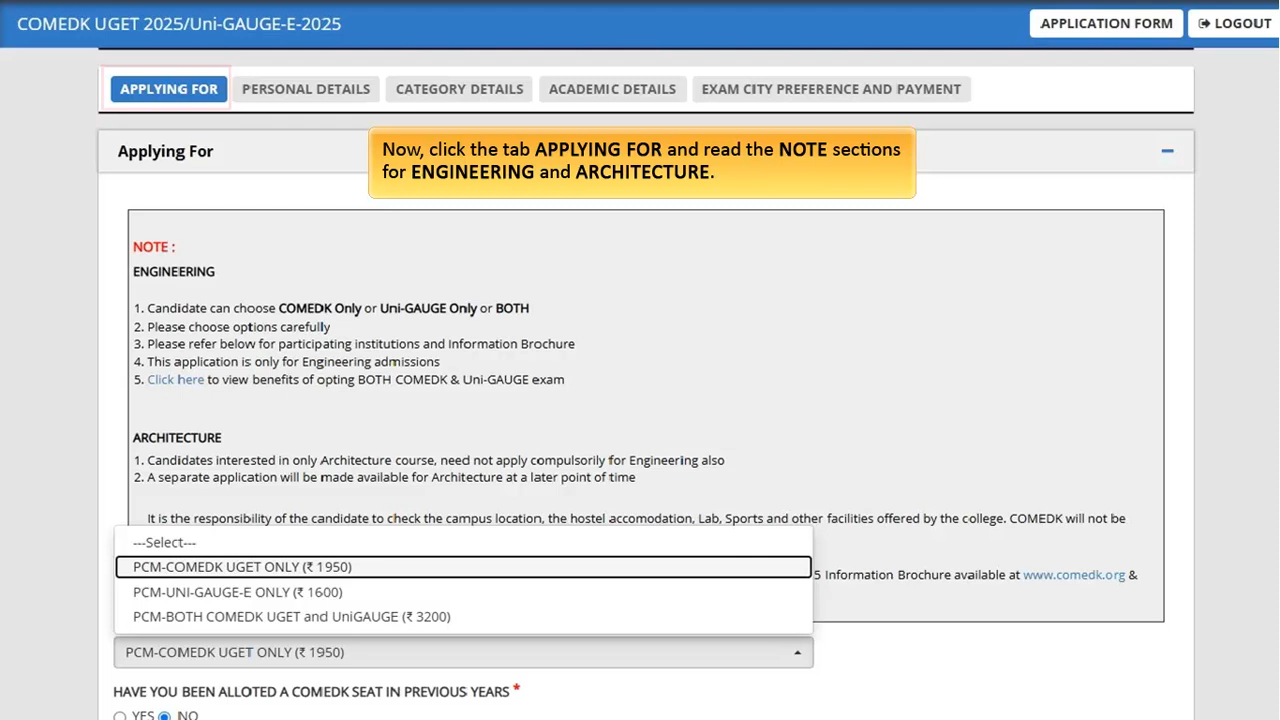 COMEDK UGET 2025/Uni-GAUGE-E-2025
APPLICATION FORM
LOGOUT
APPLYING FOR
PERSONAL DETAILS
CATEGORY DETAILS
ACADEMIC DETAILS
EXAM CITY PREFERENCE AND PAYMENT
Applying For
Now, click the tab APPLYING FOR and read the NOTE sections
for ENGINEERING and ARCHITECTURE.
NOTE :
ENGINEERING
1. Candidate can choose COMEDK Only or Uni-GAUGE Only or BOTH
2. Please choose options carefully
3. Please refer below for participating institutions and Information Brochure
4. This application is only for Engineering admissions
5. Click here to view benefits of opting BOTH COMEDK & Uni-GAUGE exam
ARCHITECTURE
1. Candidates interested in only Architecture course, need not apply compulsorily for Engineering also
2. A separate application will be made available for Architecture at a later point of time
It is the responsibility of the candidate to check the campus location, the hostel accomodation, Lab, Sports and other facilities offered by the college. COMEDK will not be
---Select---
PCM-COMEDK UGET ONLY (₹ 1950)
5 Information Brochure available at www.comedk.org &
PCM-UNI-GAUGE-E ONLY (₹ 1600)
PCM-BOTH COMEDK UGET and UniGAUGE (₹ 3200)
PCM-COMEDK UGET ONLY (₹ 1950)
HAVE YOU BEEN ALLOTED A COMEDK SEAT IN PREVIOUS YEARS *
YES NO